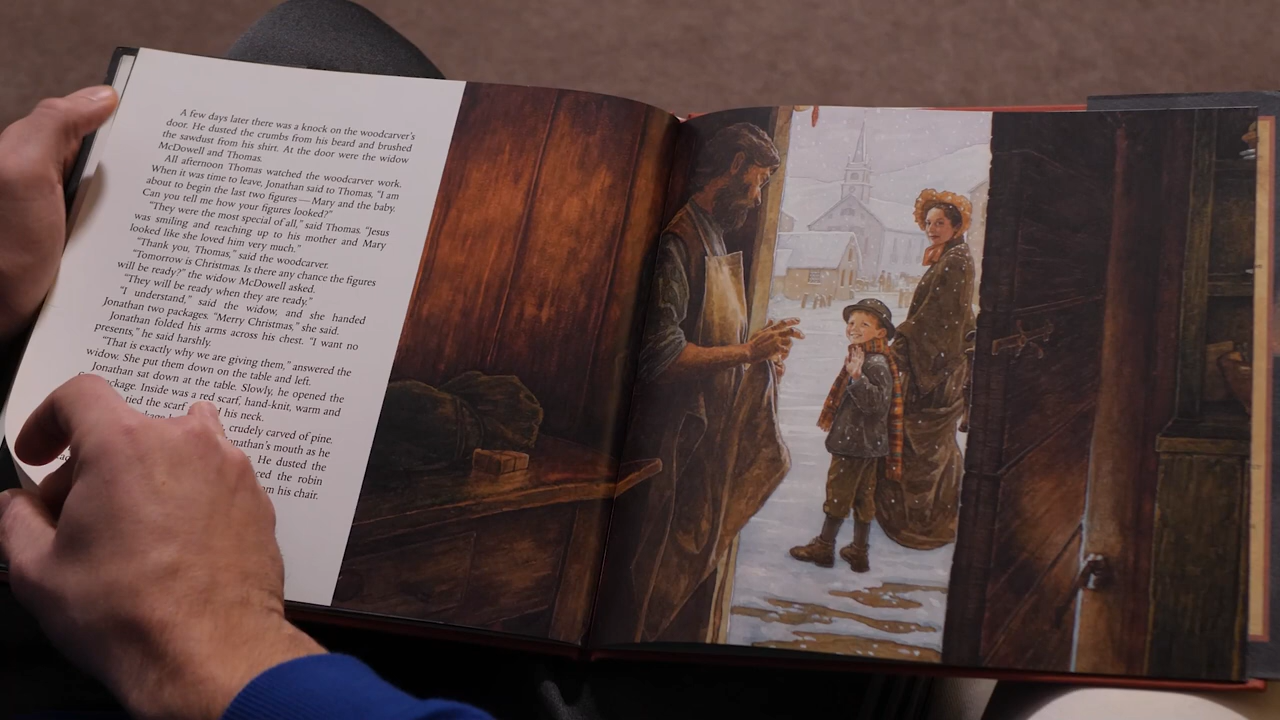 A few days later there was a knock on the woodcarver's
door. He dusted the crumbs from his beard and brushed
the sawdust from his shirt. At the door were the widow
McDowell and Thomas.
All afternoon Thomas watched the woodcarver work.
When it was time to leave, Jonathan said to Thomas, "I am
about to begin the last two figures — Mary and the baby.
Can you tell me how your figures looked?"
"They were the most special of all," said Thomas. "Jesus
was smiling and reaching up to his mother and Mary
looked like she loved him very much."
"Thank you, Thomas," said the woodcarver.
"Tomorrow is Christmas. Is there any chance the figures
will be ready?" the widow McDowell asked.
"They will be ready when they are ready."
"I understand," said the widow, and she handed
Jonathan two packages. "Merry Christmas," she said.
Jonathan folded his arms across his chest. "I want no
presents," he said harshly.
"That is exactly why we are giving them," answered the
widow. She put them down on the table and left.
Jonathan sat down at the table. Slowly, he opened the
package. Inside was a red scarf, hand-knit, warm and
tied the scarf his neck.
crudely carved of pine.
Jonathan's mouth as he
He dusted the
the robin
from his chair.